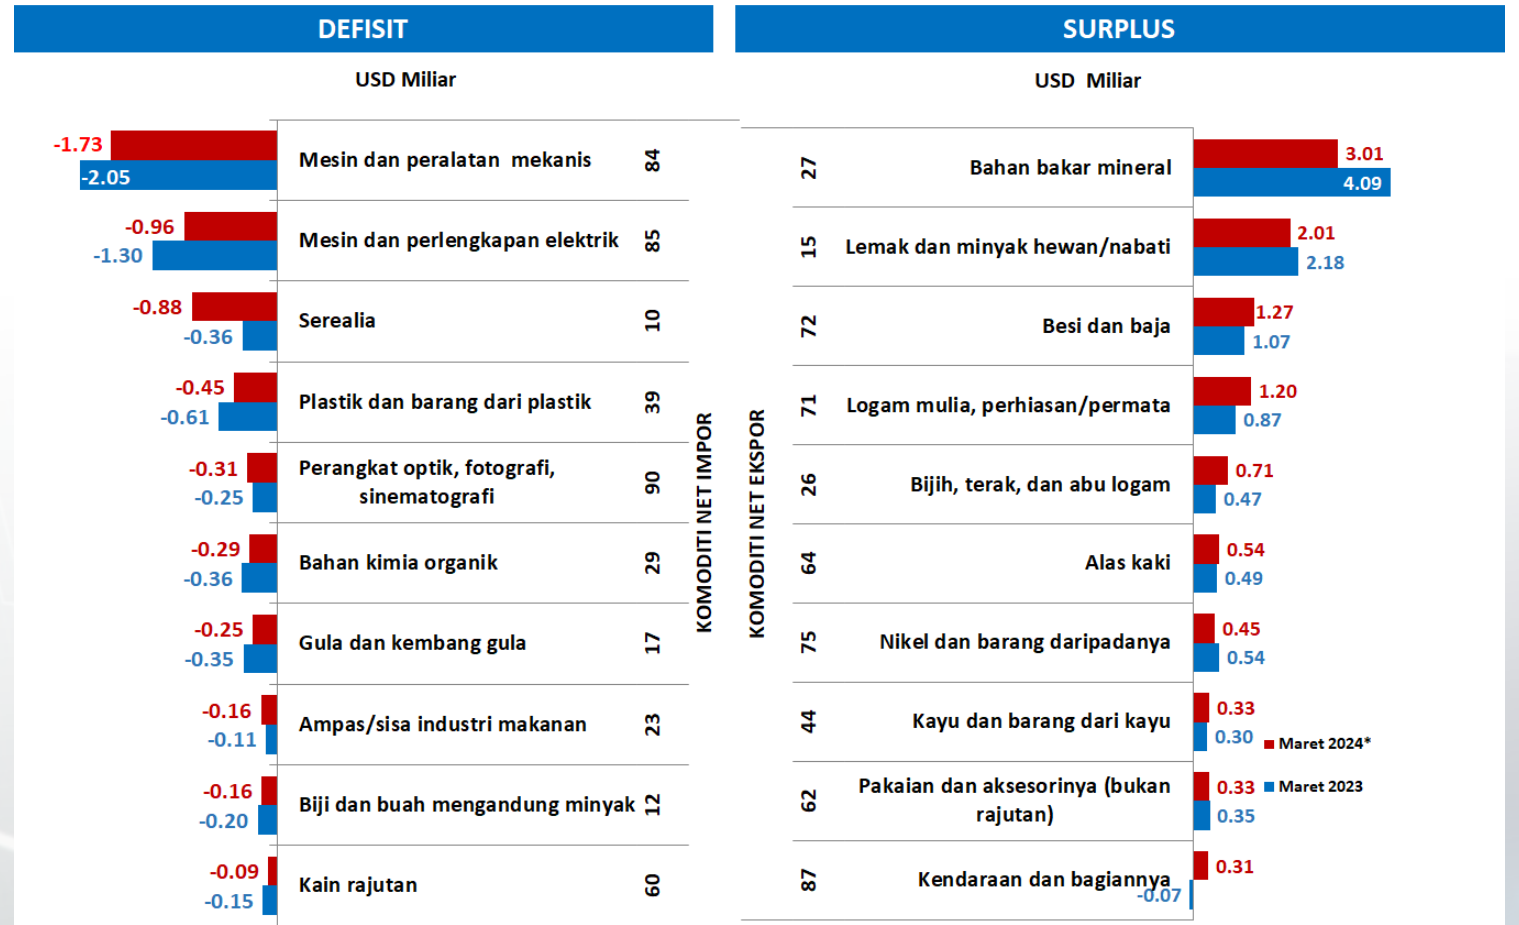 DEFISIT
USD Miliar
-1.73
-2.05
Mesin dan peralatan mekanis
84
-0.96
-1.30
Mesin dan perlengkapan elektrik
85
-0.88
-0.36
Serealia
10
-0.45
-0.61
Plastik dan barang dari plastik
39
-0.31
-0.25
Perangkat optik, fotografi,
sinematografi
90
-0.29
-0.36
Bahan kimia organik
29
-0.25
-0.35
Gula dan kembang gula
17
-0.16
-0.11
Ampas/sisa industri makanan
23
-0.16
-0.20
Biji dan buah mengandung minyak
12
-0.09
-0.15
Kain rajutan
60
KOMODITI NET IMPOR
SURPLUS
USD Miliar
KOMODITI NET EKSPOR
27
Bahan bakar mineral
3.01
4.09
15
Lemak dan minyak hewan/nabati
2.01
2.18
72
Besi dan baja
1.27
1.07
71
Logam mulia, perhiasan/permata
1.20
0.87
26
Bijih, terak, dan abu logam
0.71
0.47
64
Alas kaki
0.54
0.49
75
Nikel dan barang daripadanya
0.45
0.54
44
Kayu dan barang dari kayu
0.33
0.30
62
Pakaian dan aksesorinya (bukan
rajutan)
0.33
0.35
87
Kendaraan dan bagiannya
0.31
-0.07
Maret 2024*
Maret 2023